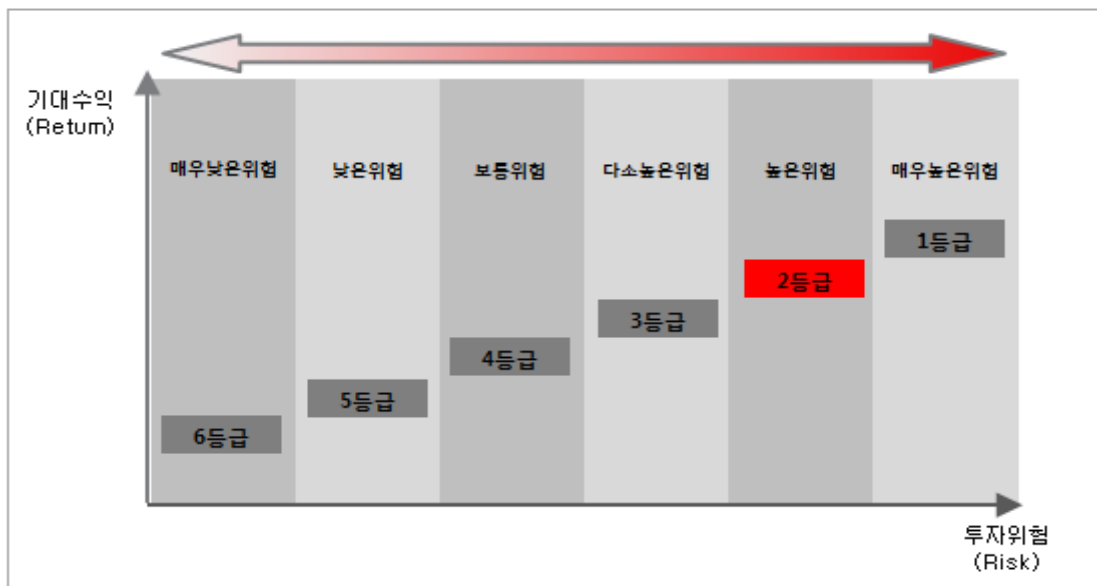 기대수익
(Return)
매우낮은위험
낮은위험
보통위험
다소높은위험
높은위험
매우높은위험
1등급
2등급
3등급
4등급
5등급
6등급
투자위험
(Risk)